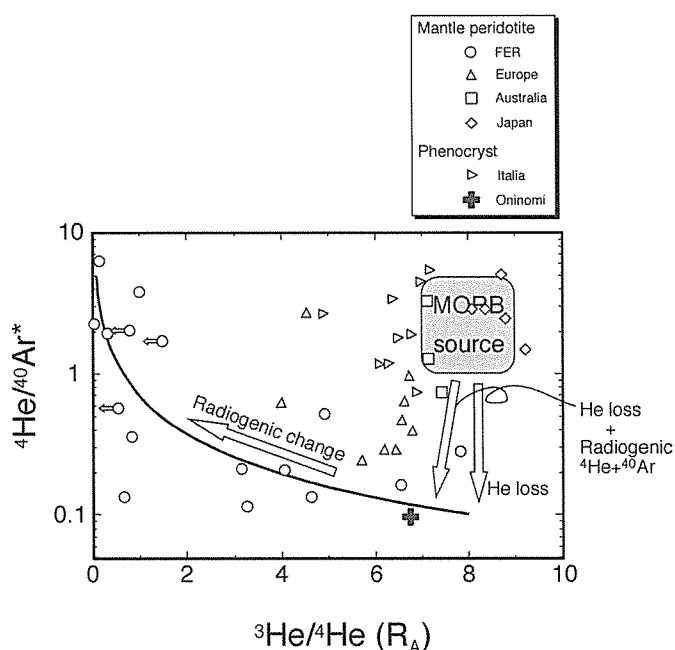 Mantle peridotite
FER
Europe
Australia
Japan
Phenocryst
Italia
Oninomi
10
1
0.1
⁴He/⁴⁰Ar*
MORB
source
Radiogenic change
He loss
+
Radiogenic
⁴He+⁴⁰Ar
He loss
0 2 4 6 8 10
³He/⁴He (R_A)